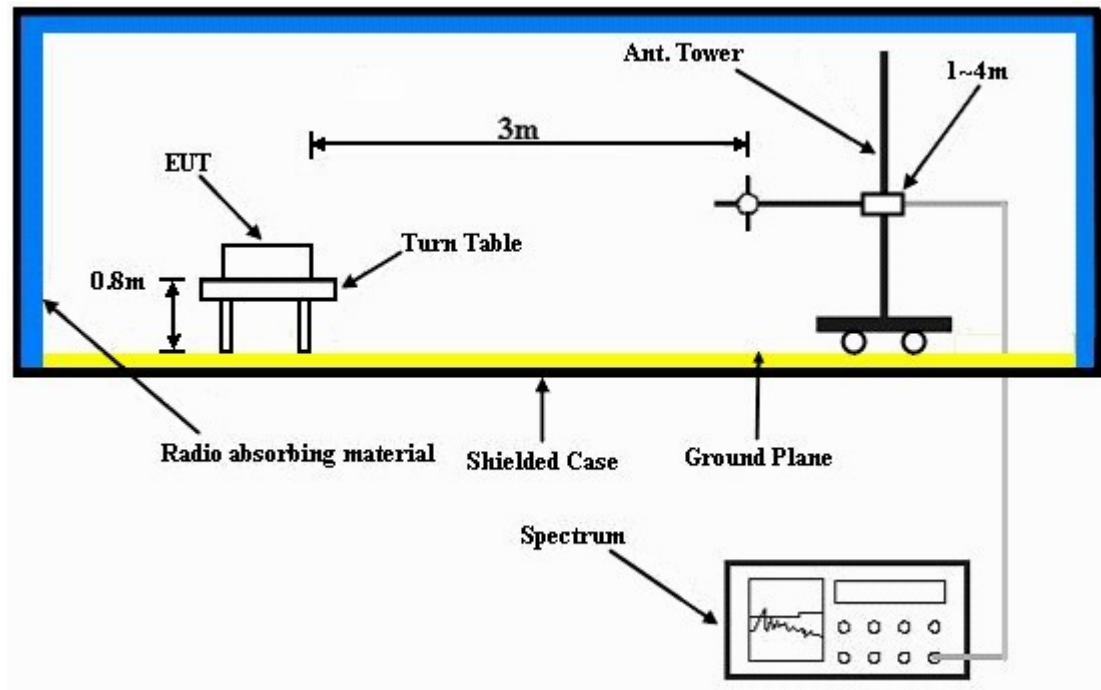 Ant. Tower
1~4m
3m
EUT
Turn Table
0.8m
Radio absorbing material
Shielded Case
Ground Plane
Spectrum